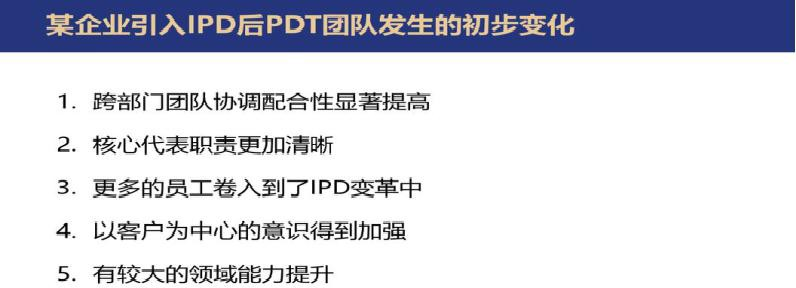 某企业引入IPD后PDT团队发生的初步变化
1. 跨部门团队协调配合性显著提高
2. 核心代表职责更加清晰
3. 更多的员工卷入到了IPD变革中
4. 以客户为中心的意识得到加强
5. 有较大的领域能力提升